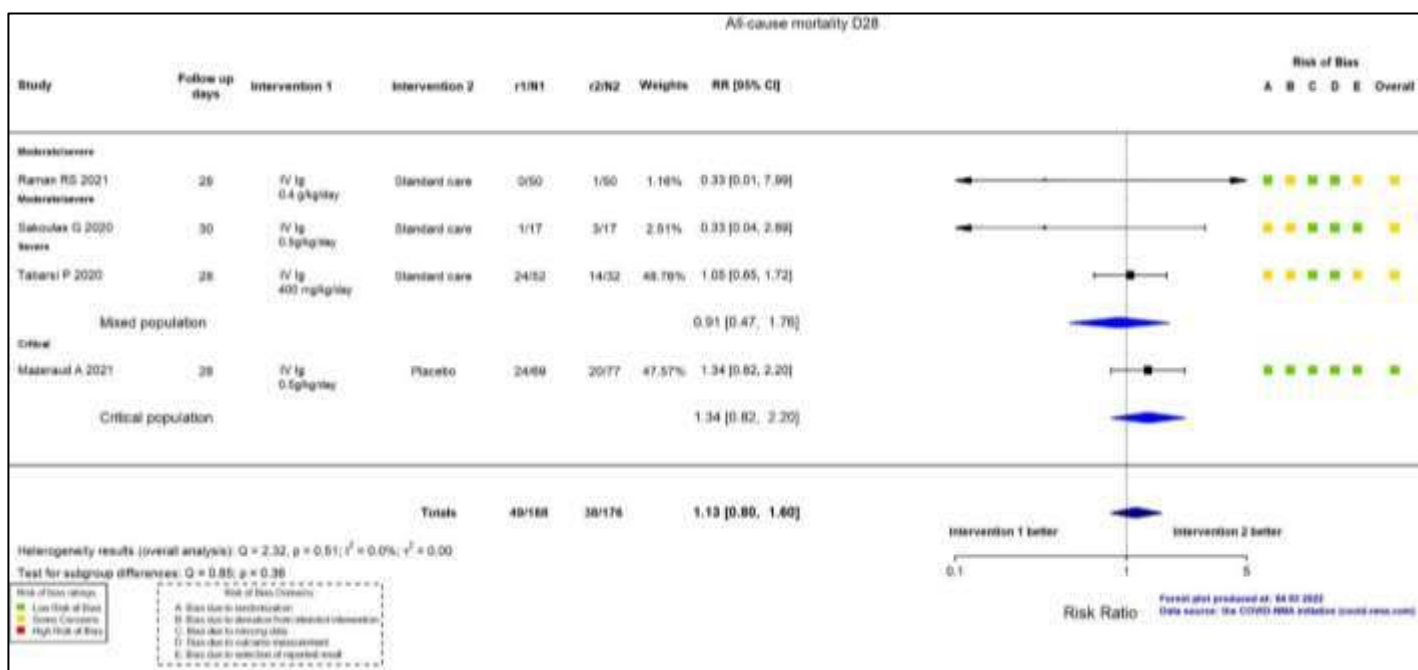 All-cause mortality D28
Risk of Bias
Study Follow up days Intervention 1 Intervention 2 r1/N1 r2/N2 Weights RR [95% CI] A B C D E Overall
Moderate/severe
Raman RS 2021 28 IV Ig 0.4 g/kg/day Standard care 0/50 1/50 1.16% 0.33 [0.01, 7.99]
Moderate/severe
Sakoulas G 2020 30 IV Ig 0.5g/kg/day Standard care 1/17 3/17 2.51% 0.33 [0.04, 2.89]
Severe
Tabarsi P 2020 28 IV Ig 400 mg/kg/day Standard care 24/52 14/32 48.76% 1.05 [0.65, 1.72]
Mixed population 0.91 [0.47, 1.76]
Critical
Mazeraud A 2021 28 IV Ig 0.5g/kg/day Placebo 24/69 20/77 47.57% 1.34 [0.82, 2.20]
Critical population 1.34 [0.82, 2.20]
Totals 49/188 38/176 1.13 [0.80, 1.60]
Intervention 1 better Intervention 2 better
Heterogeneity results (overall analysis): Q = 2.32, p = 0.51; I² = 0.0%; τ² = 0.00
Test for subgroup differences: Q = 0.85; p = 0.36
0.1 1 5
Risk Ratio
Forest plot produced at:
Data source: the COVID-NMA initiative (covid-nma.com)
Risk of bias ratings
Low Risk of Bias
Some Concerns
High Risk of Bias
Risk of Bias Domains
A: Bias due to randomization
B: Bias due to deviation from intended intervention
C: Bias due to missing data
D: Bias due to outcome measurement
E: Bias due to selection of reported result